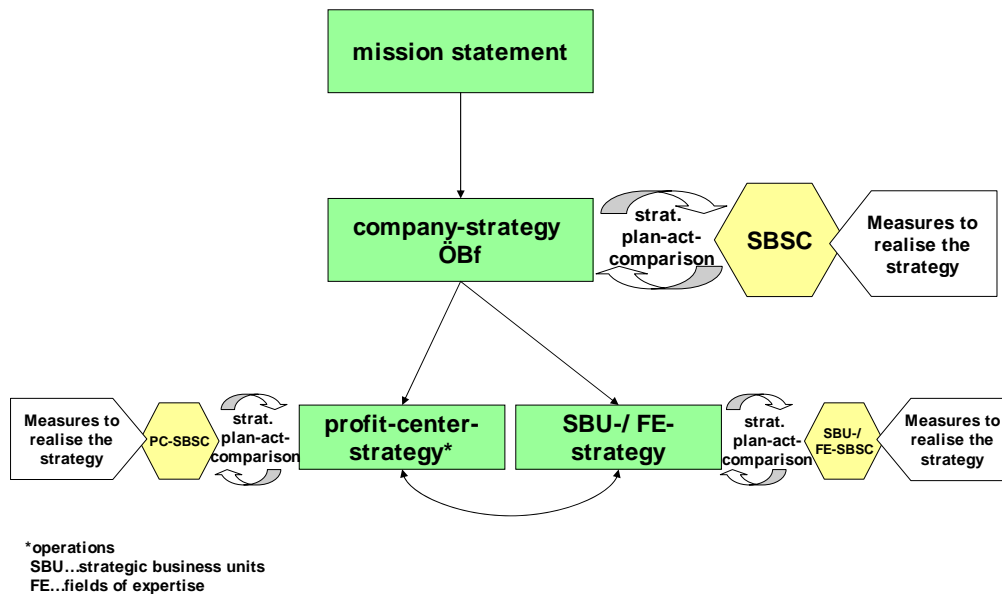 mission statement
company-strategy
ÖBf
strat.
plan-act-
comparison
SBSC
Measures to
realise the
strategy
Measures to
realise the
strategy
PC-SBSC
strat.
plan-act-
comparison
profit-center-
strategy*
SBU-/ FE-
strategy
strat.
plan-act-
comparison
SBU-/
FE-SBSC
Measures to
realise the
strategy
*operations
SBU...strategic business units
FE...fields of expertise